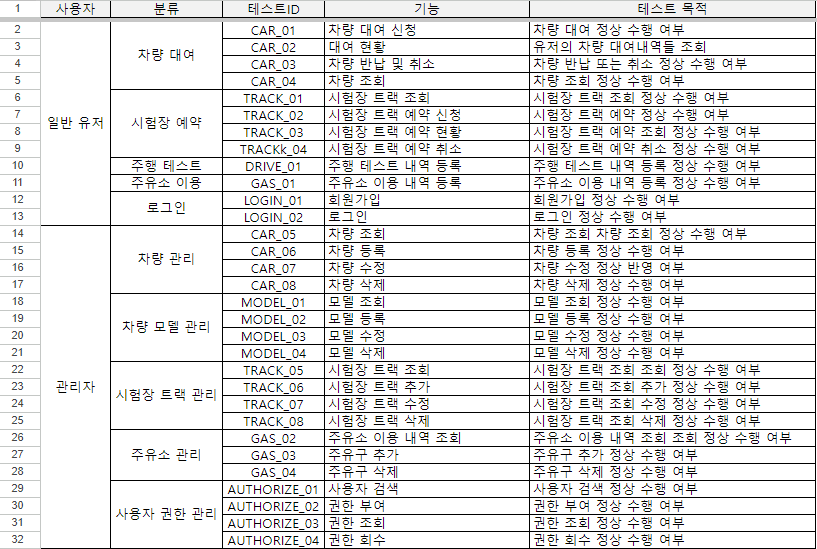 1 사용자 분류 테스트ID 기능 테스트 목적
2 CAR_01 차량 대여 신청 차량 대여 정상 수행 여부
3 차량 대여 CAR_02 대여 현황 유저의 차량 대여내역들 조회
4 CAR_03 차량 반납 및 취소 차량 반납 또는 취소 정상 수행 여부
5 CAR_04 차량 조회 차량 조회 정상 수행 여부
6 TRACK_01 시험장 트랙 조회 시험장 트랙 조회 정상 수행 여부
7 일반 유저 시험장 예약 TRACK_02 시험장 트랙 예약 신청 시험장 트랙 예약 정상 수행 여부
8 TRACK_03 시험장 트랙 예약 현황 시험장 트랙 예약 조회 정상 수행 여부
9 TRACKk_04 시험장 트랙 예약 취소 시험장 트랙 예약 취소 정상 수행 여부
10 주행 테스트 DRIVE_01 주행 테스트 내역 등록 주행 테스트 내역 등록 정상 수행 여부
11 주유소 이용 GAS_01 주유소 이용 내역 등록 주유소 이용 내역 등록 정상 수행 여부
12 로그인 LOGIN_01 회원가입 회원가입 정상 수행 여부
13 LOGIN_02 로그인 로그인 정상 수행 여부
14 CAR_05 차량 조회 차량 조회 차량 조회 정상 수행 여부
15 차량 관리 CAR_06 차량 등록 차량 등록 정상 수행 여부
16 CAR_07 차량 수정 차량 수정 정상 반영 여부
17 CAR_08 차량 삭제 차량 삭제 정상 수행 여부
18 MODEL_01 모델 조회 모델 조회 정상 수행 여부
19 차량 모델 관리 MODEL_02 모델 등록 모델 등록 정상 수행 여부
20 MODEL_03 모델 수정 모델 수정 정상 수행 여부
21 MODEL_04 모델 삭제 모델 삭제 정상 수행 여부
22 TRACK_05 시험장 트랙 조회 시험장 트랙 조회 조회 정상 수행 여부
23 관리자 시험장 트랙 관리 TRACK_06 시험장 트랙 추가 시험장 트랙 조회 추가 정상 수행 여부
24 TRACK_07 시험장 트랙 수정 시험장 트랙 조회 수정 정상 수행 여부
25 TRACK_08 시험장 트랙 삭제 시험장 트랙 조회 삭제 정상 수행 여부
26 GAS_02 주유소 이용 내역 조회 주유소 이용 내역 조회 조회 정상 수행 여부
27 주유소 관리 GAS_03 주유구 추가 주유구 추가 정상 수행 여부
28 GAS_04 주유구 삭제 주유구 삭제 정상 수행 여부
29 AUTHORIZE_01 사용자 검색 사용자 검색 정상 수행 여부
30 사용자 권한 관리 AUTHORIZE_02 권한 부여 권한 부여 정상 수행 여부
31 AUTHORIZE_03 권한 조회 권한 조회 정상 수행 여부
32 AUTHORIZE_04 권한 회수 권한 회수 정상 수행 여부